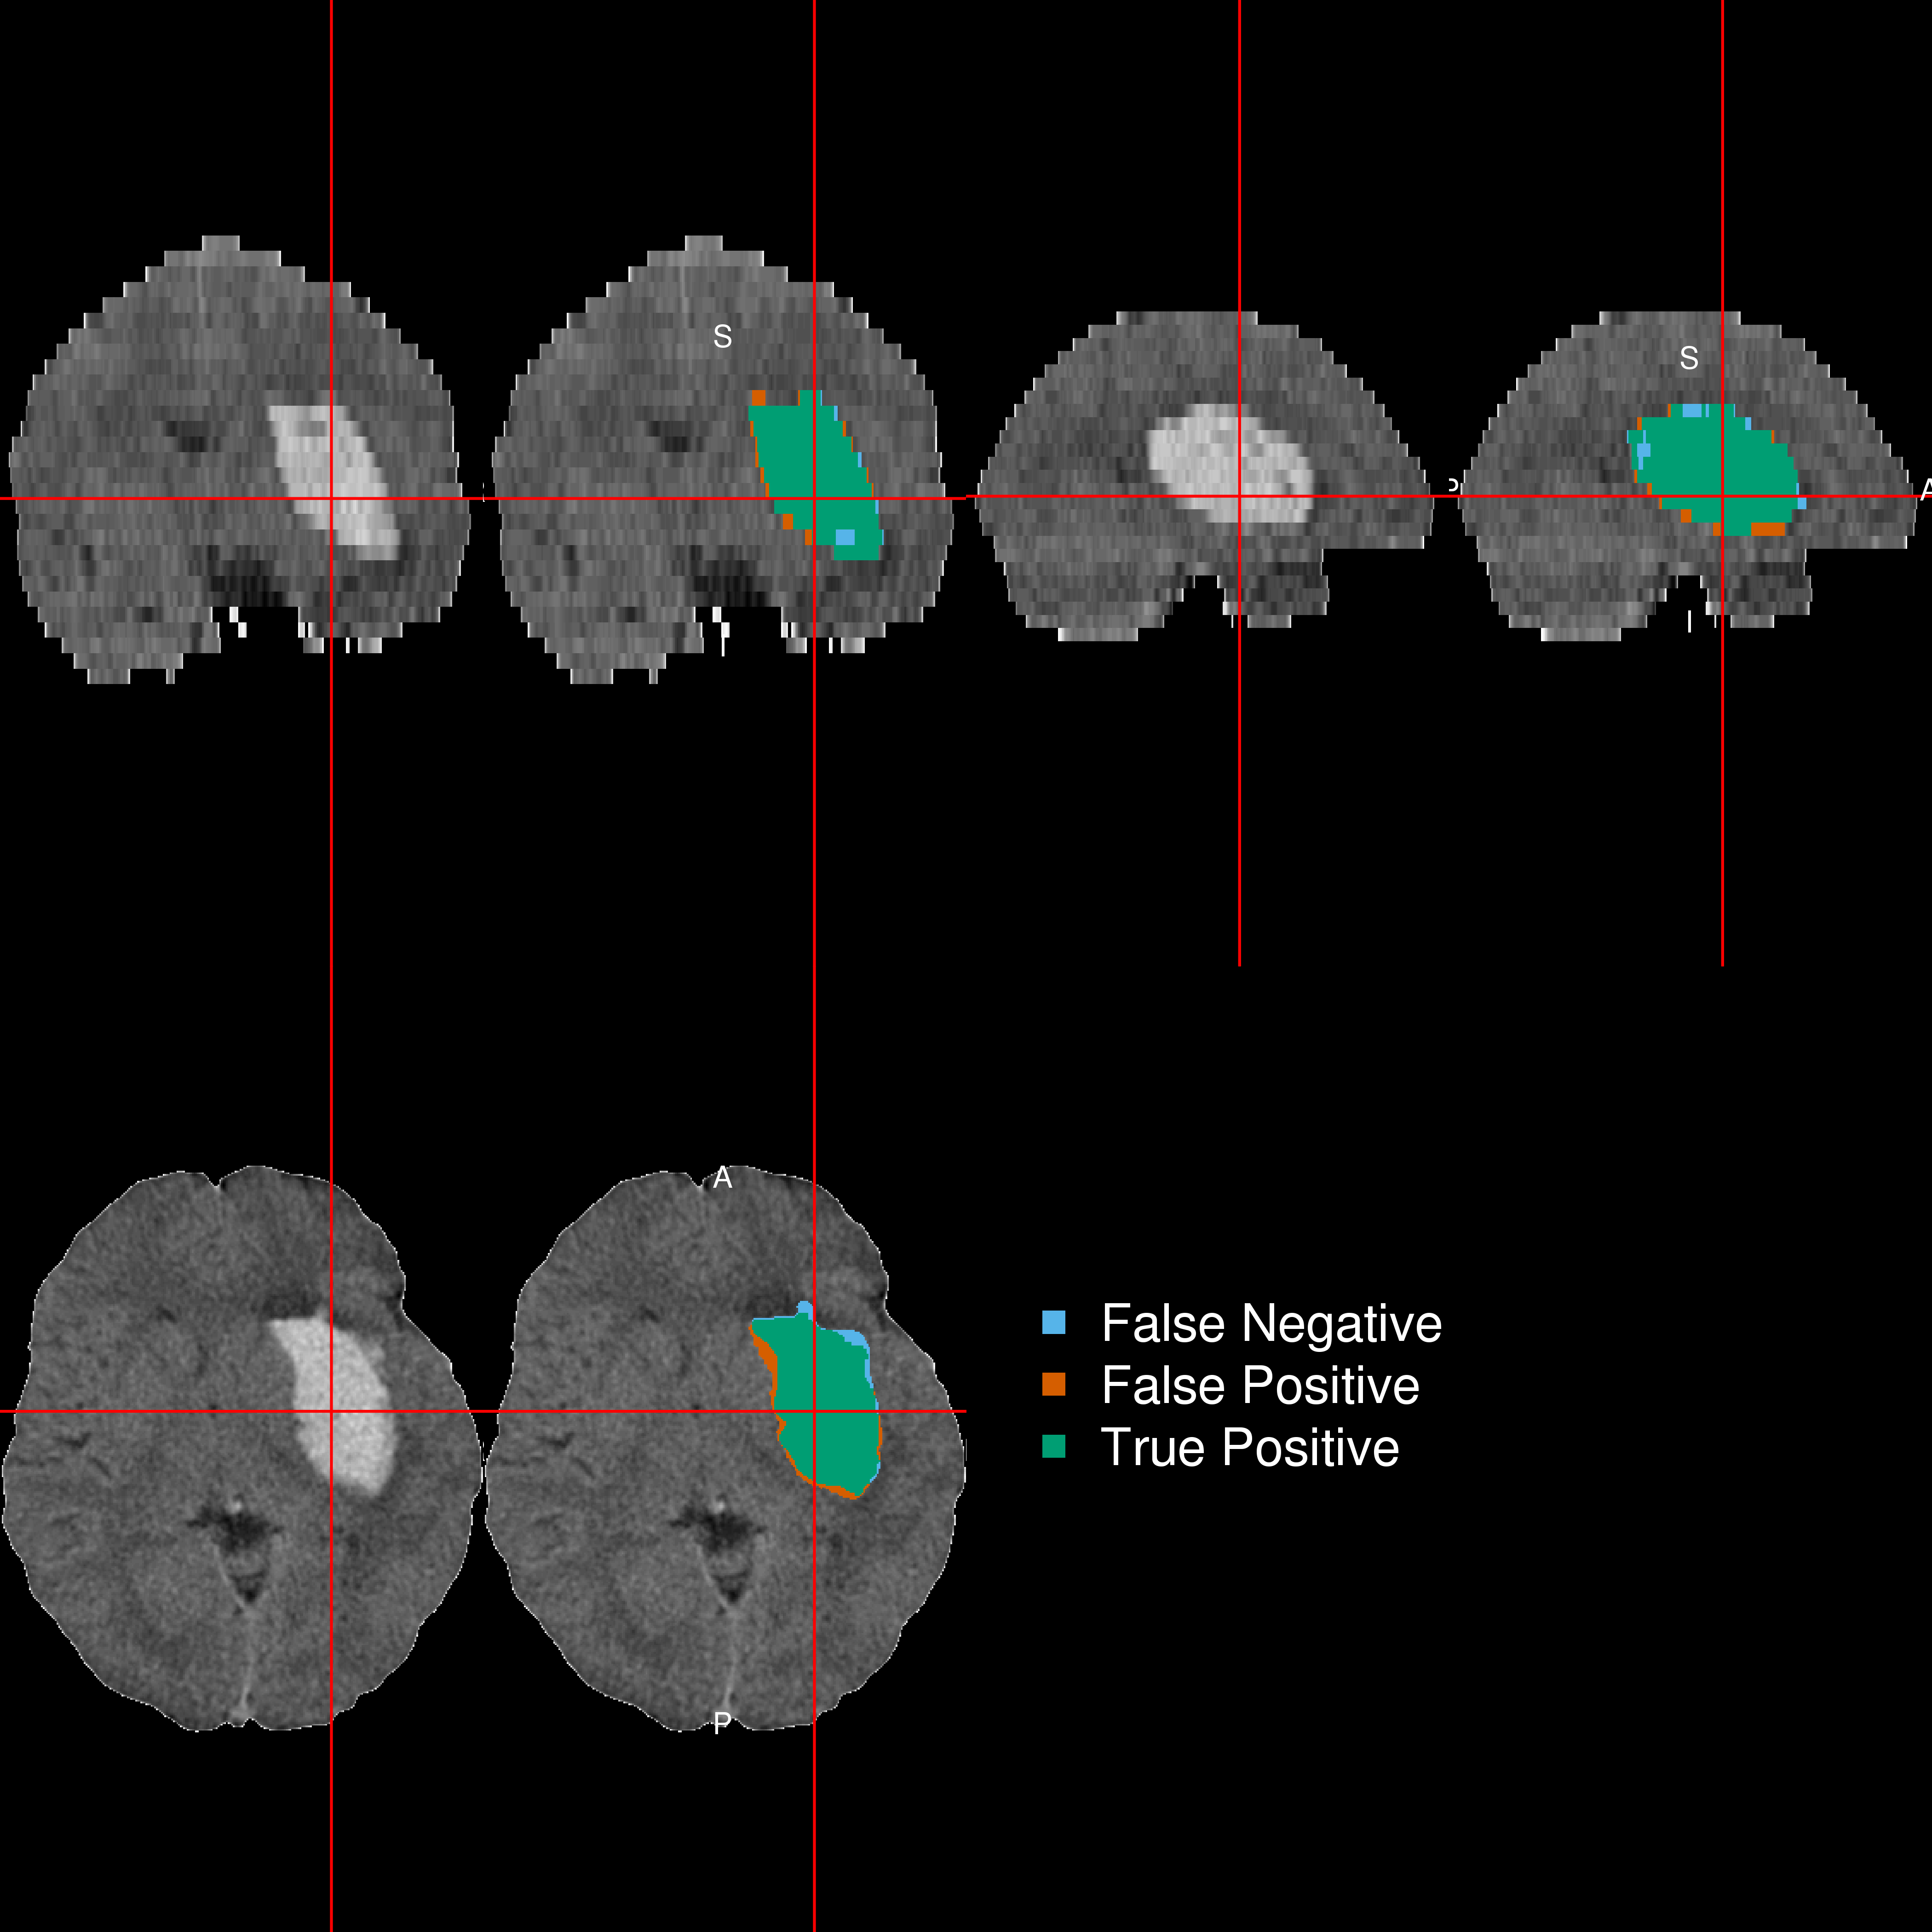 S
S
P
A
I
I
A
False Negative
False Positive
True Positive
P